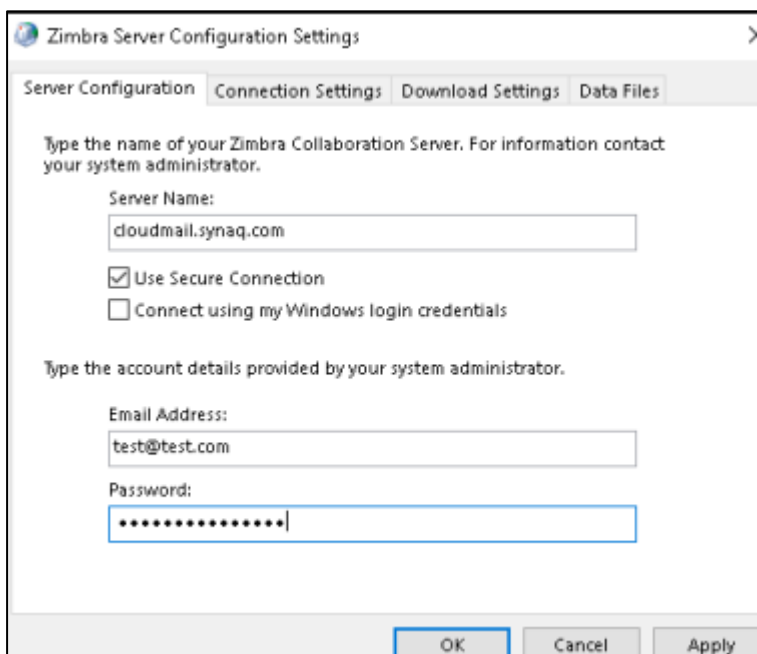 Zimbra Server Configuration Settings
Server Configuration Connection Settings Download Settings Data Files
Type the name of your Zimbra Collaboration Server. For information contact
your system administrator.
Server Name:
cloudmail.synaq.com
Use Secure Connection
Connect using my Windows login credentials
Type the account details provided by your system administrator.
Email Address:
test@test.com
Password:
•••••••••••••••
OK Cancel Apply